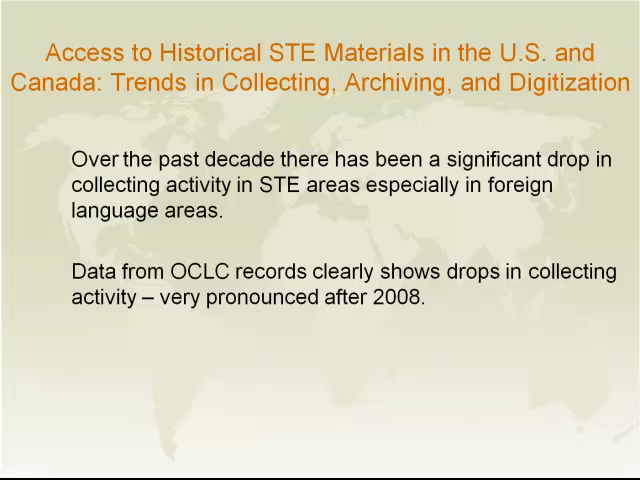 Access to Historical STE Materials in the U.S. and
Canada: Trends in Collecting, Archiving, and Digitization
Over the past decade there has been a significant drop in
collecting activity in STE areas especially in foreign
language areas.
Data from OCLC records clearly shows drops in collecting
activity – very pronounced after 2008.